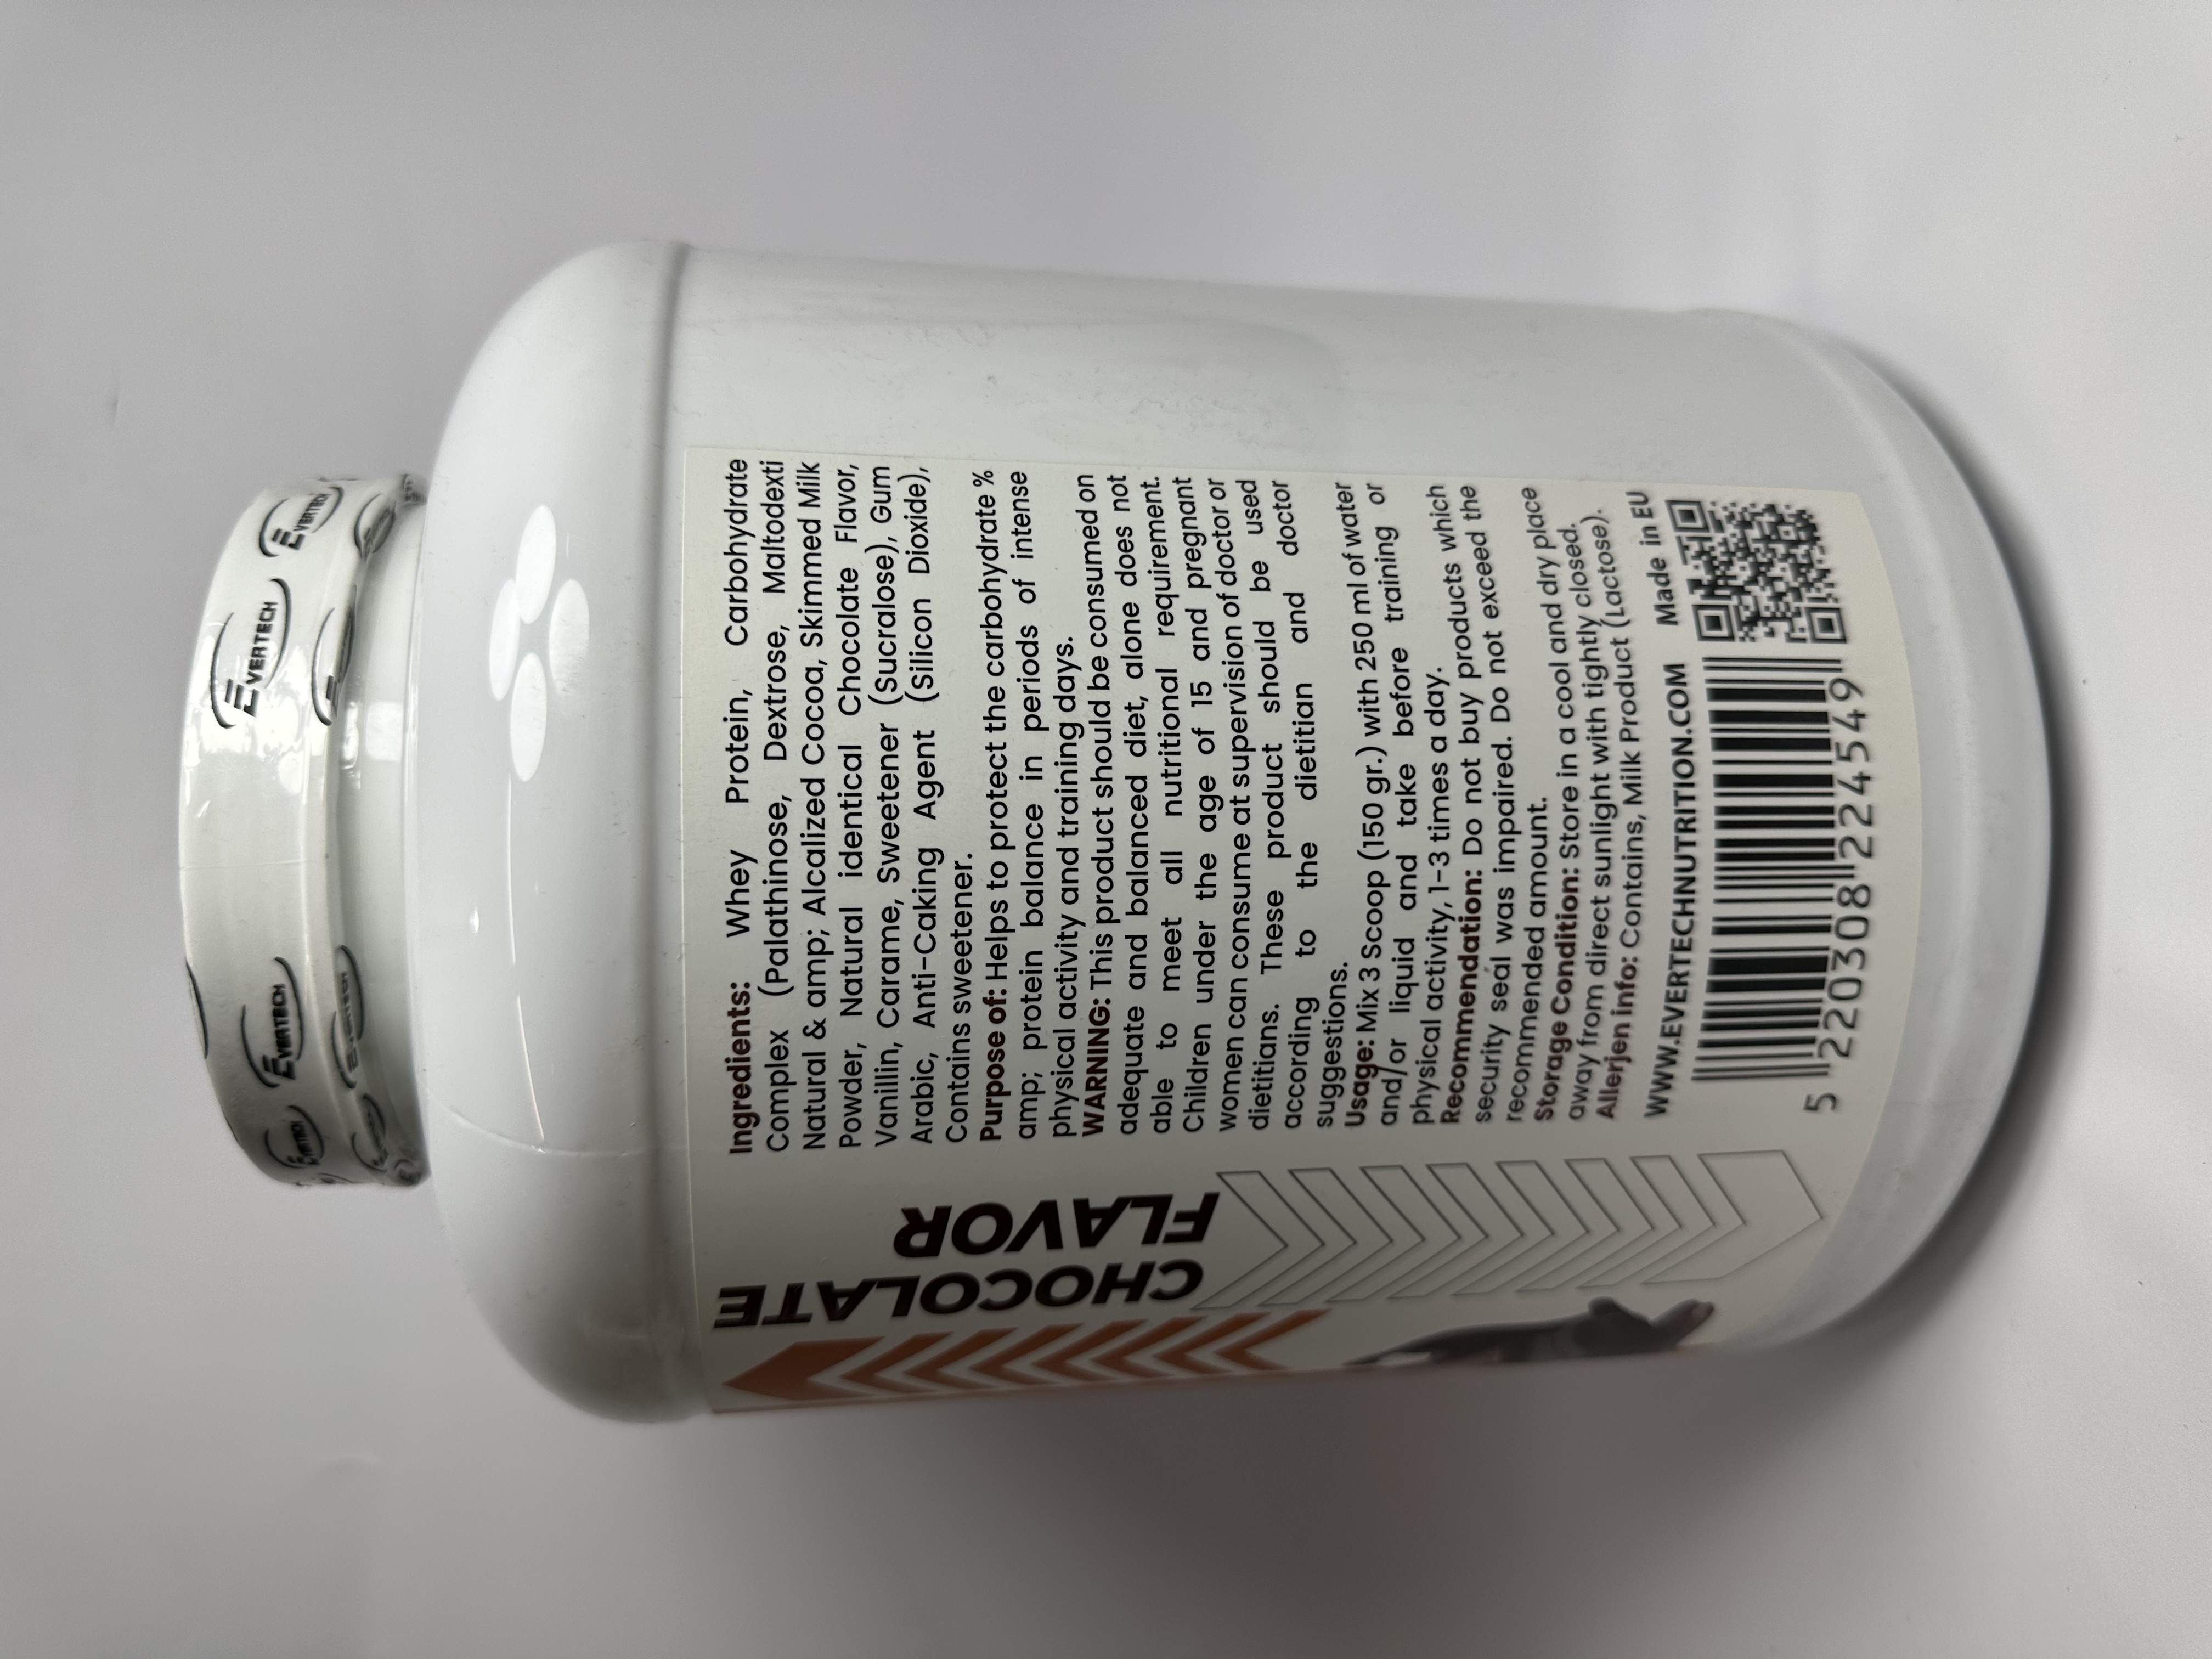 EVERTECH
EVERTECH
EVERTECH
CHOCOLATE
FLAVOR
Ingredients: Whey Protein, Carbohydrate
Complex (Palathinose, Dextrose, Maltodexti
Natural & amp; Alcalized Cocoa, Skimmed Milk
Powder, Natural identical Chocolate Flavor,
Vanillin, Carame, Sweetener (Sucralose), Gum
Arabic, Anti-Caking Agent (Silicon Dioxide),
Contains sweetener.
Purpose of: Helps to protect the carbohydrate %
amp; protein balance in periods of intense
physical activity and training days.
WARNING: This product should be consumed on
adequate and balanced diet, alone does not
able to meet all nutritional requirement.
Children under the age of 15 and pregnant
women can consume at supervision of doctor or
dietitians. These product should be used
according to the dietitian and doctor
suggestions.
Usage: Mix 3 Scoop (150 gr.) with 250 ml of water
and/or liquid and take before training or
physical activity, 1-3 times a day.
Recommendation: Do not buy products which
security seal was impaired. Do not exceed the
recommended amount.
Storage Condition: Store in a cool and dry place
away from direct sunlight with tightly closed.
Allerjen info: Contains, Milk Product (Lactose).
WWW.EVERTECHNUTRITION.COM Made in EU
5 220308 224549